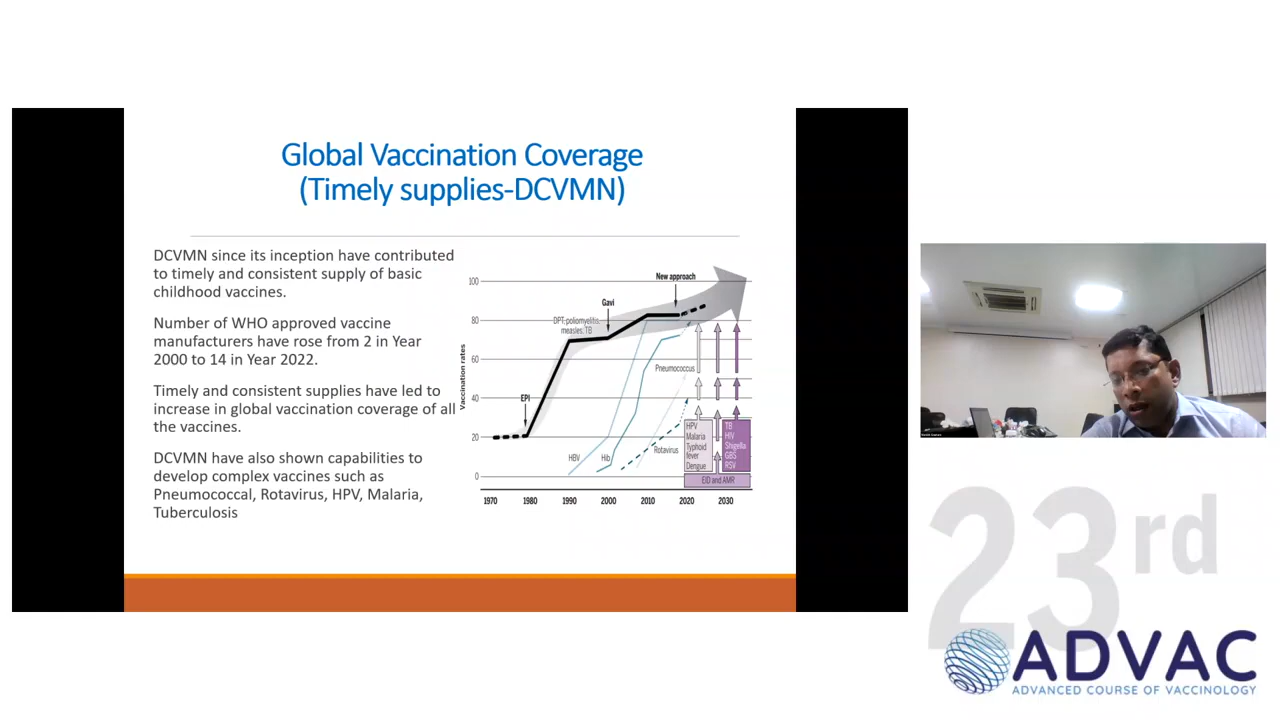 Global Vaccination Coverage
(Timely supplies-DCVMN)
DCVMN since its inception have contributed
to timely and consistent supply of basic
childhood vaccines.
Number of WHO approved vaccine
manufacturers have rose from 2 in Year
2000 to 14 in Year 2022.
Timely and consistent supplies have led to
increase in global vaccination coverage of all
the vaccines.
DCVMN have also shown capabilities to
develop complex vaccines such as
Pneumococcal, Rotavirus, HPV, Malaria,
Tuberculosis
Vaccination rates
100
80
60
40
20
0
1970 1980 1990 2000 2010 2020 2030
EPI
DPT, poliomyelitis,
measles, TB
Gavi
New approach
HBV
Hib
Pneumococcus
Rotavirus
HPV
Malaria
Typhoid
fever
Dengue
TB
HIV
Shigella
GBS
RSV
EID and AMR
23rd
ADVAC
ADVANCED COURSE OF VACCINOLOGY